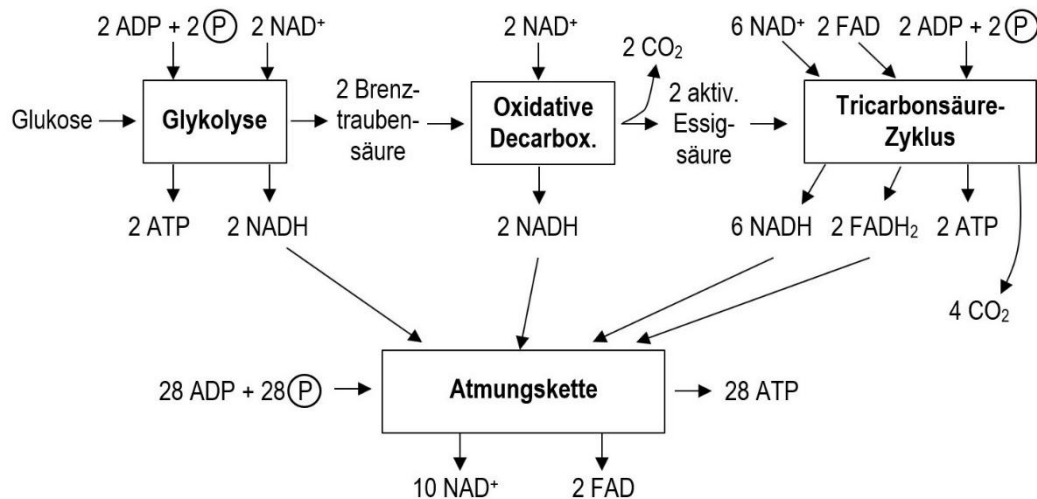 2 ADP + 2 Ⓟ 2 NAD⁺
2 NAD⁺
6 NAD⁺ 2 FAD 2 ADP + 2 Ⓟ
2 CO₂
Glukose
Glykolyse
2 Brenz-
trauben-
säure
Oxidative
Decarbox.
2 aktiv.
Essig-
säure
Tricarbonsäure-
Zyklus
2 ATP 2 NADH
2 NADH
6 NADH 2 FADH₂ 2 ATP
4 CO₂
28 ADP + 28 Ⓟ
Atmungskette
28 ATP
10 NAD⁺ 2 FAD